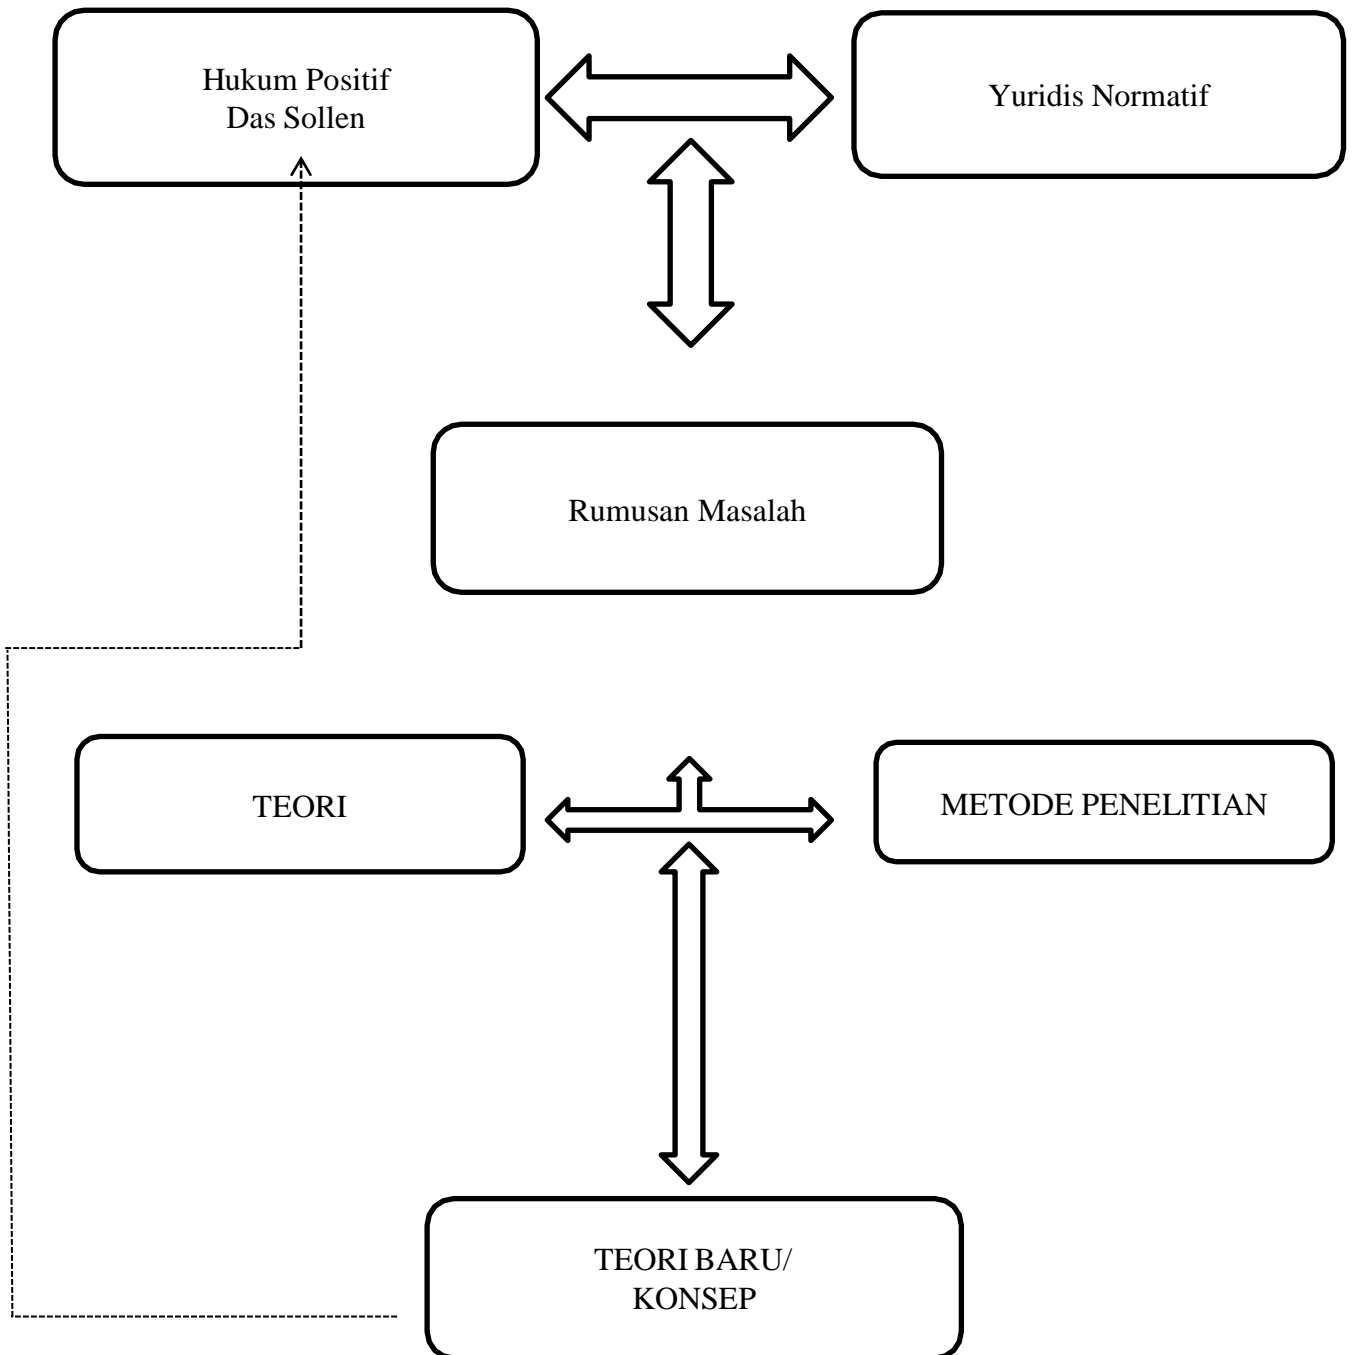 Hukum Positif
Das Sollen
Yuridis Normatif
Rumusan Masalah
TEORI
METODE PENELITIAN
TEORI BARU/
KONSEP